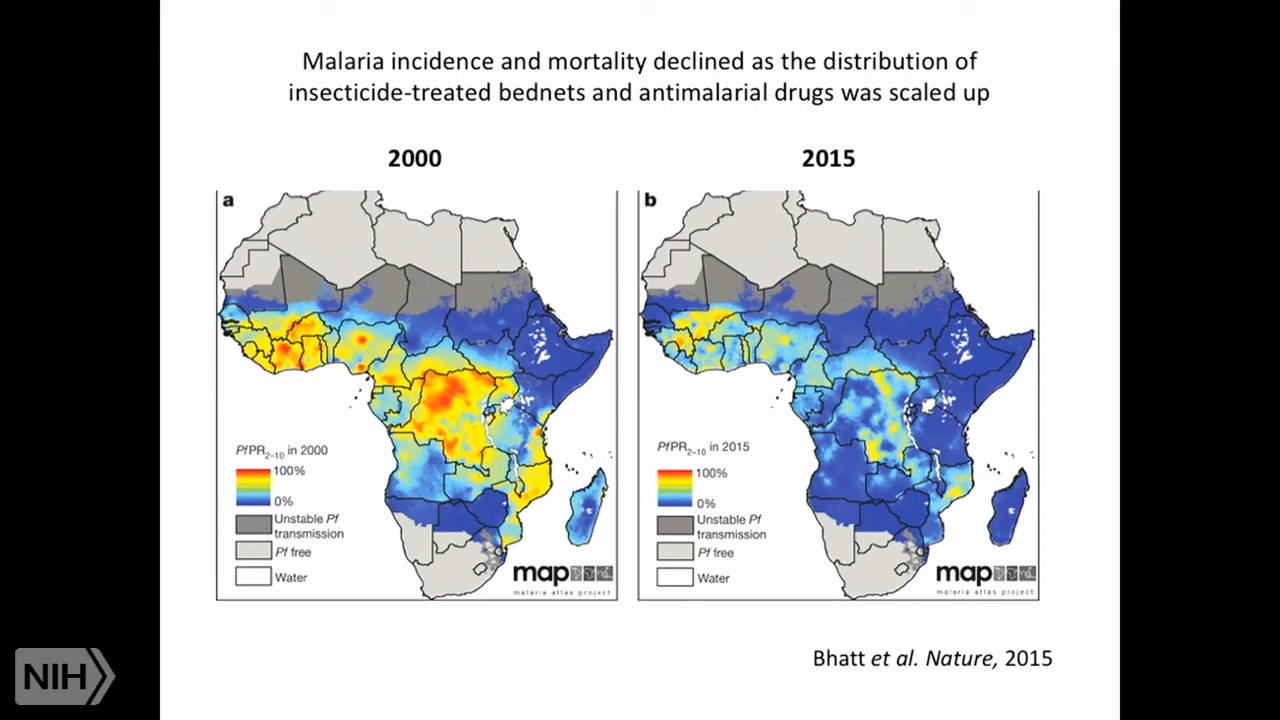 Malaria incidence and mortality declined as the distribution of
insecticide-treated bednets and antimalarial drugs was scaled up
2000
2015
a
PfPR2–10 in 2000
100%
0%
Unstable Pf
transmission
Pf free
Water
map
malaria atlas project
b
PfPR2–10 in 2015
100%
0%
Unstable Pf
transmission
Pf free
Water
map
malaria atlas project
Bhatt et al. Nature, 2015
NIH